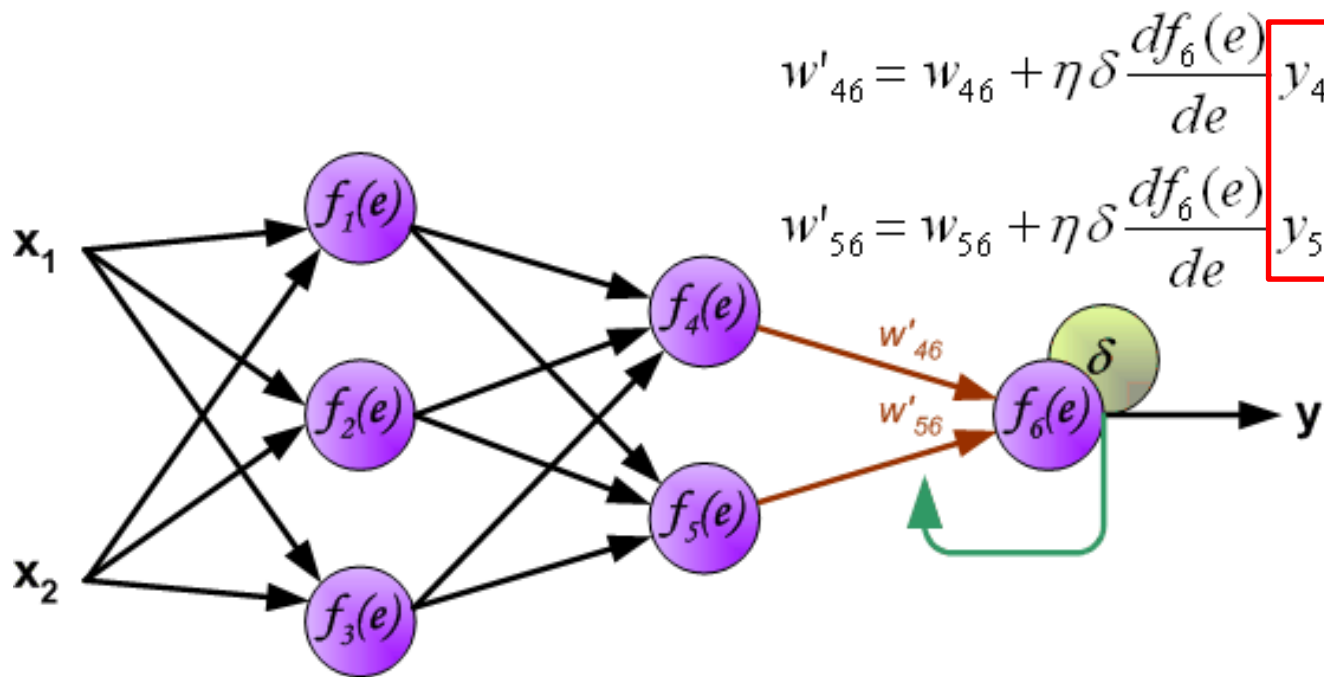 w'₄₆ = w₄₆ + η δ df₆(e)/de y₄
w'₅₆ = w₅₆ + η δ df₆(e)/de y₅
f₁(e)
x₁
f₄(e)
w'₄₆
δ
f₂(e)
w'₅₆
f₆(e)
y
f₅(e)
x₂
f₃(e)